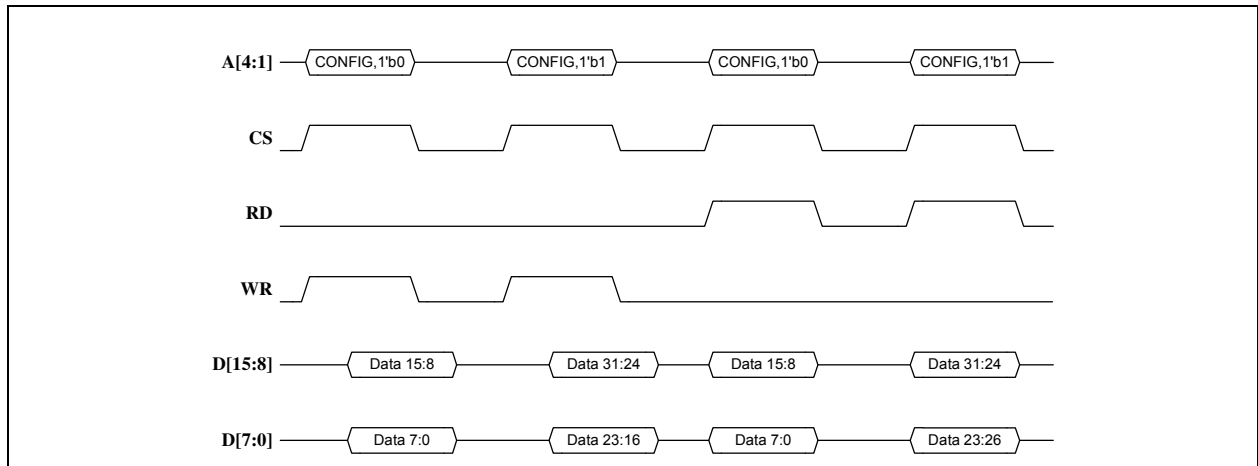 A[4:1] CONFIG,1'b0 CONFIG,1'b1 CONFIG,1'b0 CONFIG,1'b1
CS
RD
WR
D[15:8] Data 15:8 Data 31:24 Data 15:8 Data 31:24
D[7:0] Data 7:0 Data 23:16 Data 7:0 Data 23:26